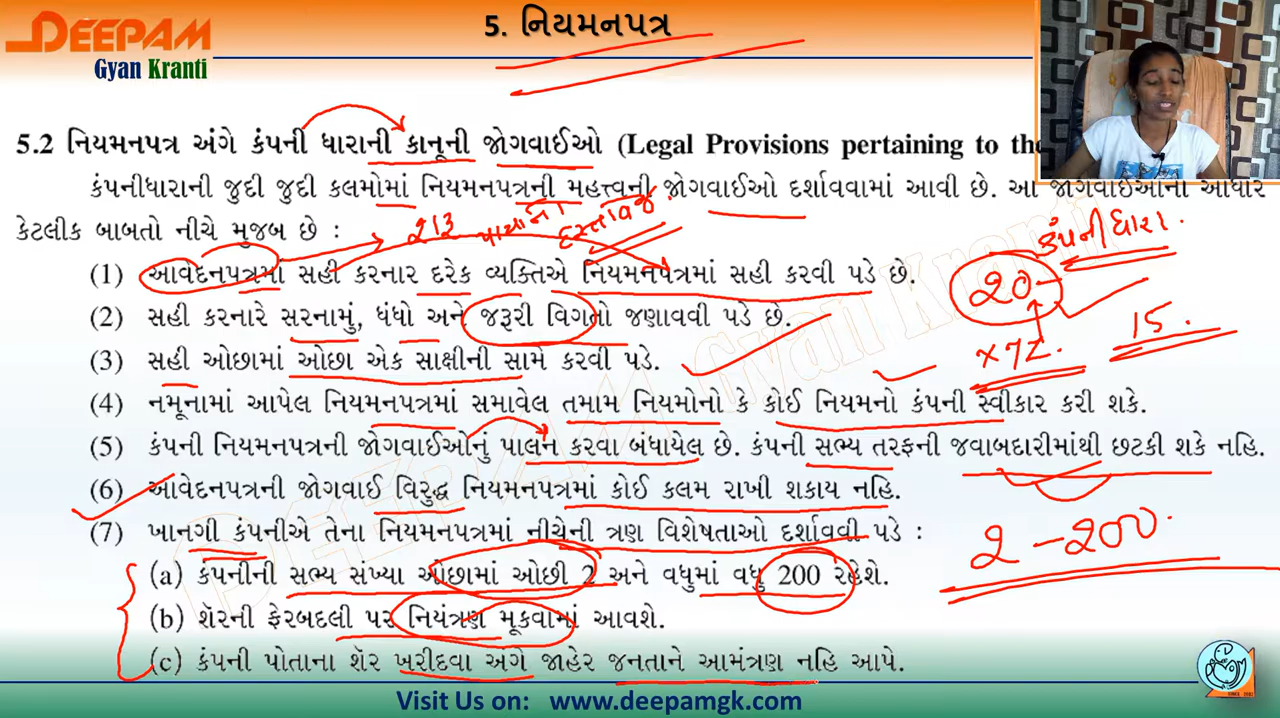 DEEPAM
Gyan Kranti
5. નિયમનપત્ર
5.2 નિયમનપત્ર અંગે કંપની ધારાની કાનૂની જોગવાઈઓ (Legal Provisions pertaining to the
કંપનીધારાની જુદી જુદી કલમોમાં નિયમનપત્રની મહત્ત્વની જોગવાઈઓ દર્શાવવામાં આવી છે. આ જોગવાઈઓના આધારે
કેટલીક બાબતો નીચે મુજબ છે :
શરૂ પાયાનો દસ્તાવેજ.
કંપનીધારા.
(1) આવેદનપત્રમાં સહી કરનાર દરેક વ્યક્તિએ નિયમનપત્રમાં સહી કરવી પડે છે.
20
(2) સહી કરનારે સરનામું, ધંધો અને જરૂરી વિગતો જણાવવી પડે છે.
15.
(3) સહી ઓછામાં ઓછા એક સાક્ષીની સામે કરવી પડે.
(4) નમૂનામાં આપેલ નિયમનપત્રમાં સમાવેલ તમામ નિયમોનો કે કોઈ નિયમનો કંપની સ્વીકાર કરી શકે.
(5) કંપની નિયમનપત્રની જોગવાઈઓનું પાલન કરવા બંધાયેલ છે. કંપની સભ્ય તરફની જવાબદારીમાંથી છટકી શકે નહિ.
(6) આવેદનપત્રની જોગવાઈ વિરુદ્ધ નિયમનપત્રમાં કોઈ કલમ રાખી શકાય નહિ.
(7) ખાનગી કંપનીએ તેના નિયમનપત્રમાં નીચેની ત્રણ વિશેષતાઓ દર્શાવવી પડે :
2 - 200.
(a) કંપનીની સભ્ય સંખ્યા ઓછામાં ઓછી 2 અને વધુમાં વધુ 200 રહેશે.
(b) શૅરની ફેરબદલી પર નિયંત્રણ મૂકવામાં આવશે.
(c) કંપની પોતાના શૅર ખરીદવા અંગે જાહેર જનતાને આમંત્રણ નહિ આપે.
Visit Us on: www.deepamgk.com